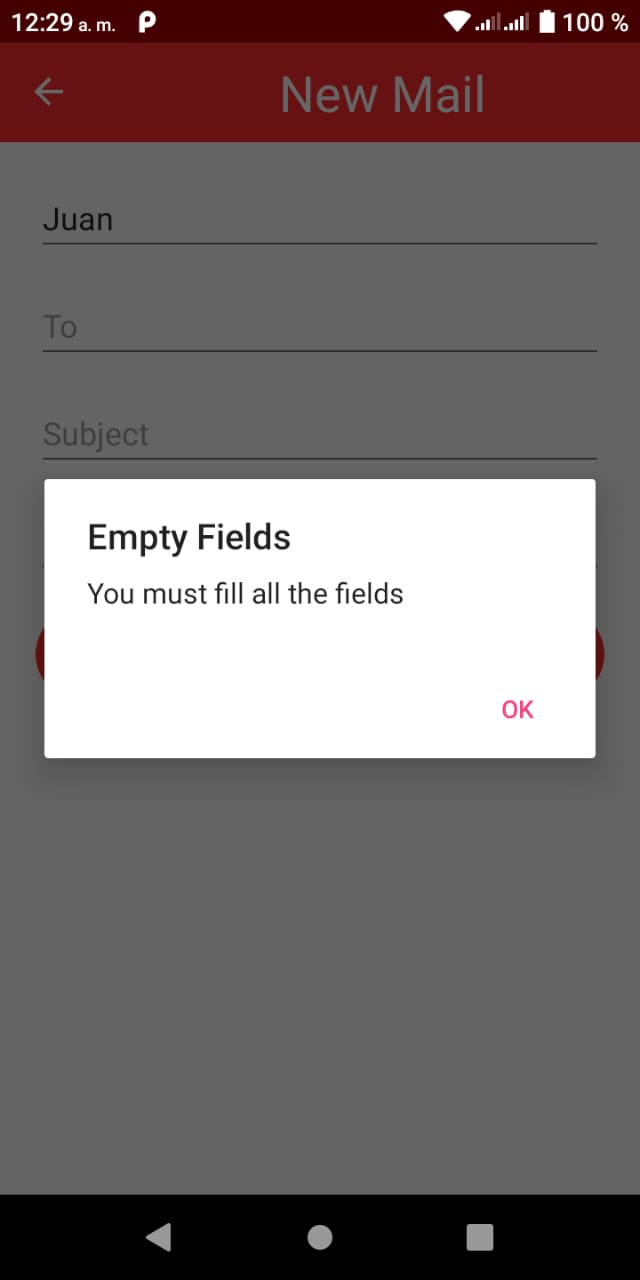 12:29 a. m. 100 %
New Mail
Juan
To
Subject
Empty Fields
You must fill all the fields
OK